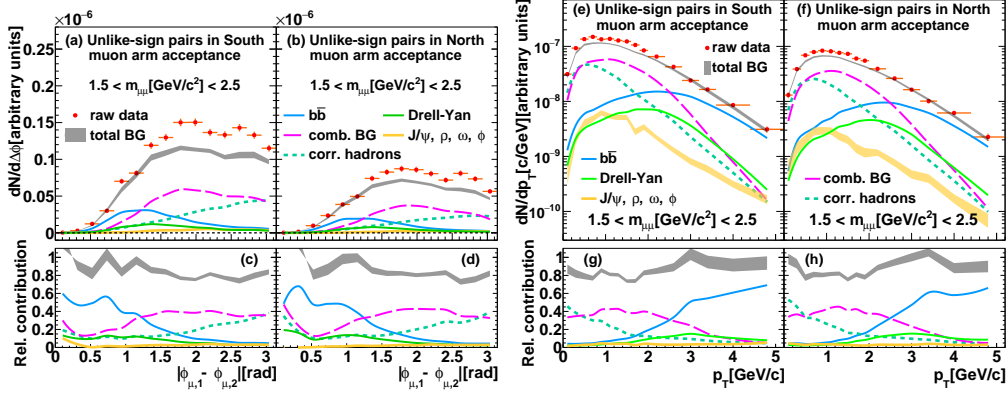 ×10⁻⁶
×10⁻⁶
dN/dΔϕ[arbitrary units]
0.25
0.2
0.15
0.1
0.05
0
(a) Unlike-sign pairs in South
muon arm acceptance
1.5 < m_μμ[GeV/c²] < 2.5
raw data
total BG
(b) Unlike-sign pairs in North
muon arm acceptance
1.5 < m_μμ[GeV/c²] < 2.5
bb̄
comb. BG
Drell-Yan
J/ψ, ρ, ω, ϕ
corr. hadrons
Rel. contribution
1
0.8
0.6
0.4
0.2
0
(c)
(d)
0 0.5 1 1.5 2 2.5 3
0.5 1 1.5 2 2.5 3
|ϕ_μ,1 - ϕ_μ,2|[rad]
|ϕ_μ,1 - ϕ_μ,2|[rad]
dN/dp_T[c/GeV][arbitrary units]
10⁻⁷
10⁻⁸
10⁻⁹
10⁻¹⁰
(e) Unlike-sign pairs in South
muon arm acceptance
raw data
total BG
bb̄
Drell-Yan
J/ψ, ρ, ω, ϕ
1.5 < m_μμ[GeV/c²] < 2.5
(f) Unlike-sign pairs in North
muon arm acceptance
comb. BG
corr. hadrons
1.5 < m_μμ[GeV/c²] < 2.5
Rel. contribution
1
0.8
0.6
0.4
0.2
0
(g)
(h)
0 1 2 3 4 5
1 2 3 4 5
p_T[GeV/c]
p_T[GeV/c]